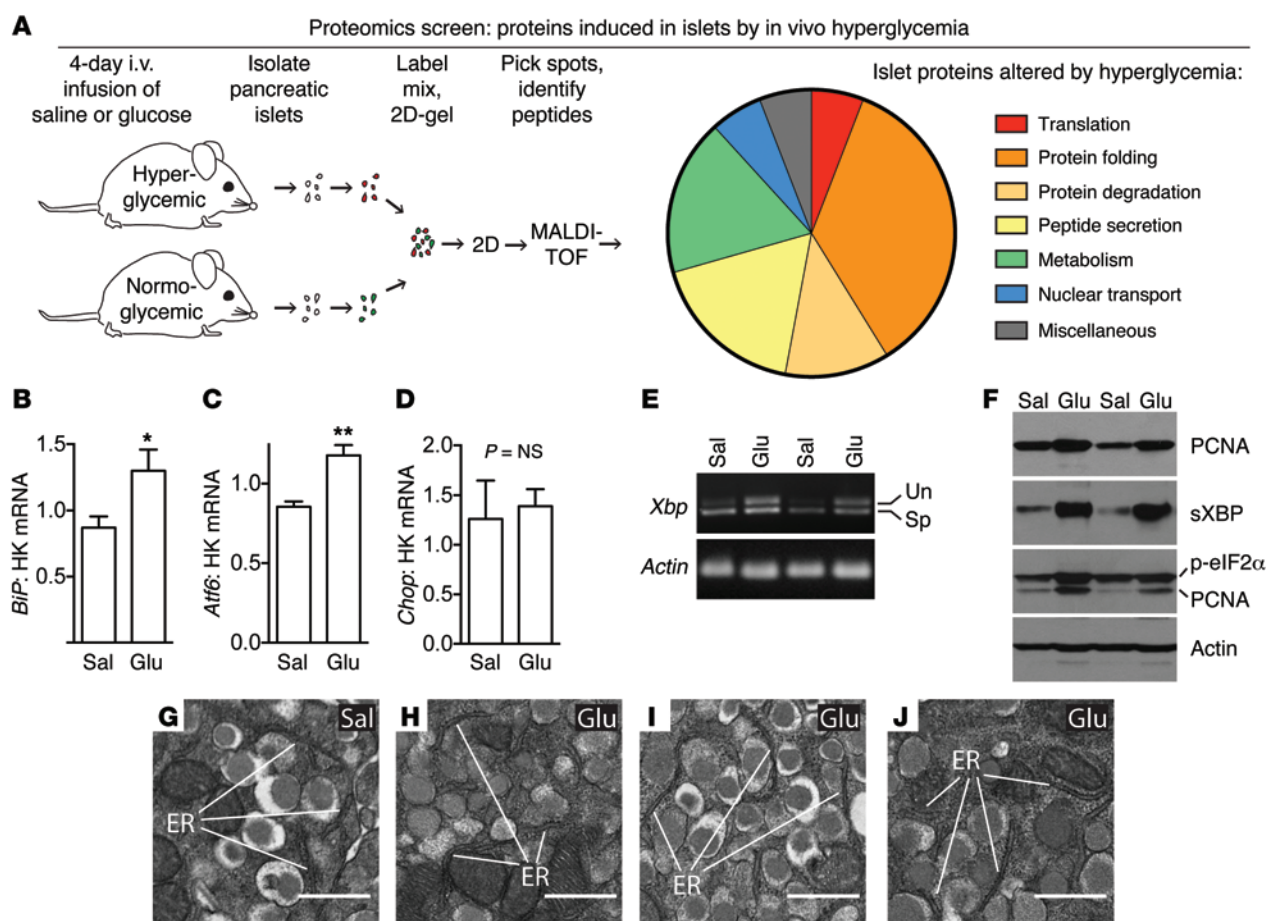 A
Proteomics screen: proteins induced in islets by in vivo hyperglycemia
4-day i.v.
infusion of
saline or glucose
Isolate
pancreatic
islets
Label
mix,
2D-gel
Pick spots,
identify
peptides
Hyper-
glycemic
Normo-
glycemic
2D
MALDI-
TOF
Islet proteins altered by hyperglycemia:
Translation
Protein folding
Protein degradation
Peptide secretion
Metabolism
Nuclear transport
Miscellaneous
B
BiP: HK mRNA
1.5
1.0
0.5
*
Sal Glu
C
Atf6: HK mRNA
1.0
0.5
0.0
**
Sal Glu
D
Chop: HK mRNA
2.0
1.5
1.0
0.5
0.0
P = NS
Sal Glu
E
Sal Glu Sal Glu
Xbp
Un
Sp
Actin
F
Sal Glu Sal Glu
PCNA
sXBP
p-eIF2α
PCNA
Actin
G
Sal
ER
H
Glu
ER
I
Glu
ER
J
Glu
ER